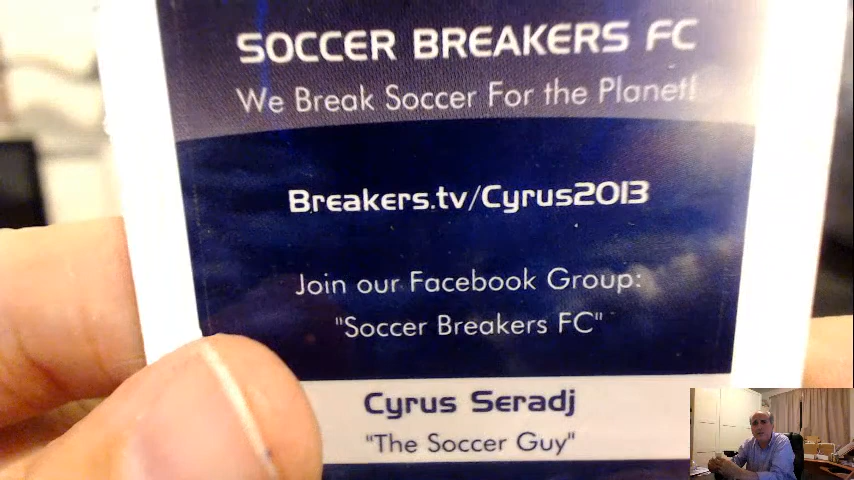 SOCCER BREAKERS FC
We Break Soccer For the Planet!
Breakers.tv/Cyrus2013
Join our Facebook Group:
"Soccer Breakers FC"
Cyrus Seradj
"The Soccer Guy"